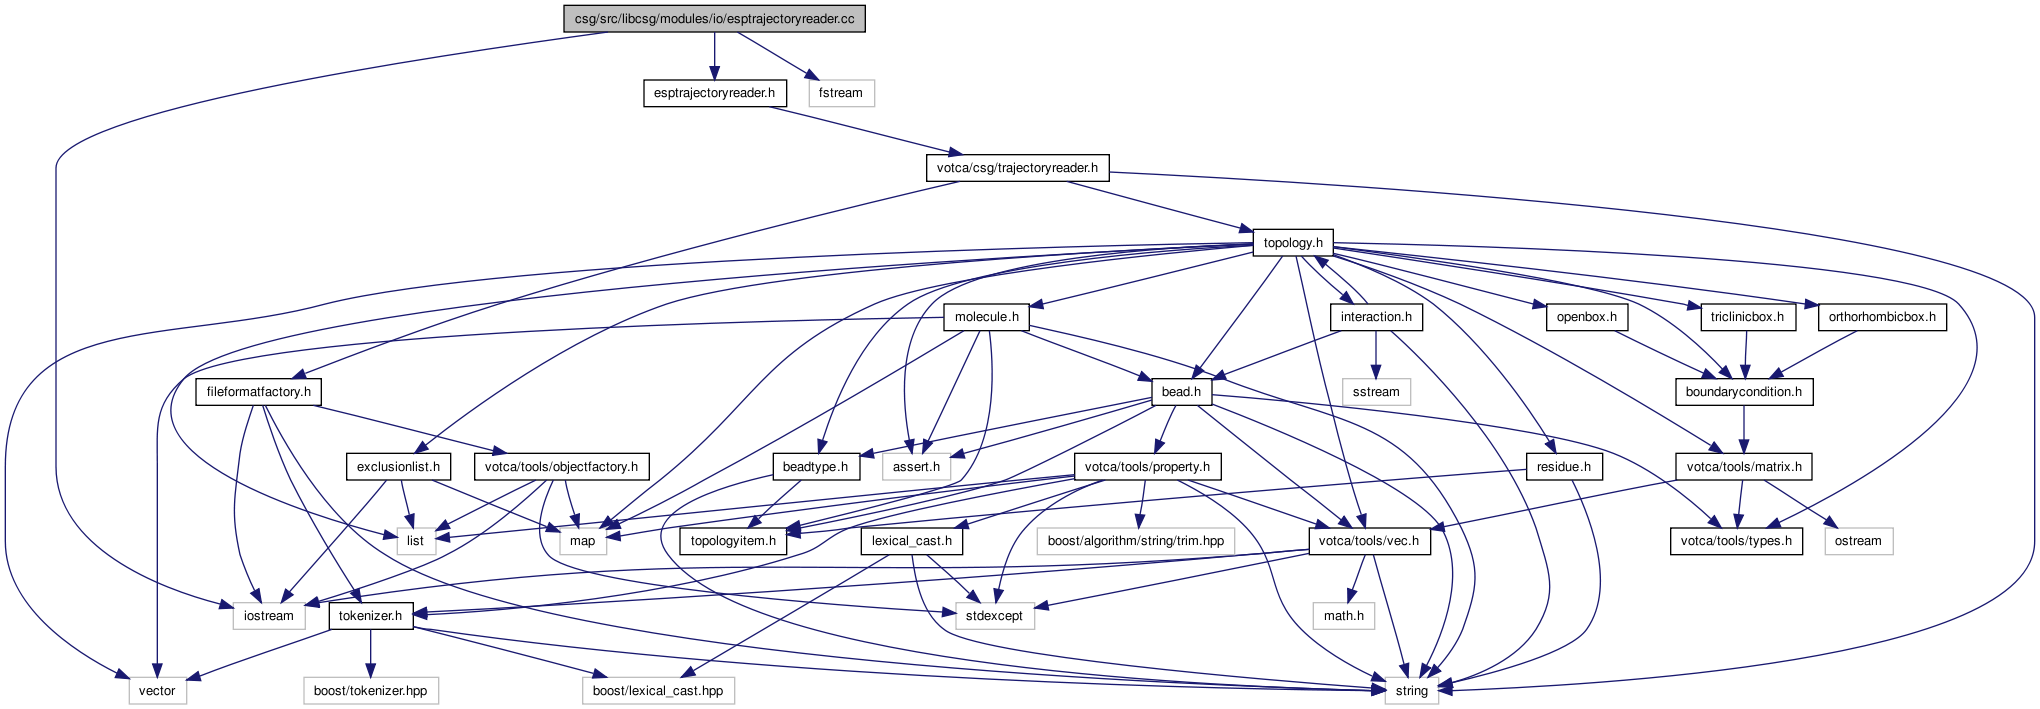 csg/src/libcsg/modules/io/esptrajectoryreader.cc
esptrajectoryreader.h
fstream
votca/csg/trajectoryreader.h
topology.h
molecule.h
interaction.h
openbox.h
triclinicbox.h
orthorhombicbox.h
fileformatfactory.h
bead.h
sstream
boundarycondition.h
exclusionlist.h
votca/tools/objectfactory.h
beadtype.h
assert.h
votca/tools/property.h
residue.h
votca/tools/matrix.h
list
map
topologyitem.h
lexical_cast.h
boost/algorithm/string/trim.hpp
votca/tools/vec.h
votca/tools/types.h
ostream
iostream
tokenizer.h
stdexcept
math.h
vector
boost/tokenizer.hpp
boost/lexical_cast.hpp
string